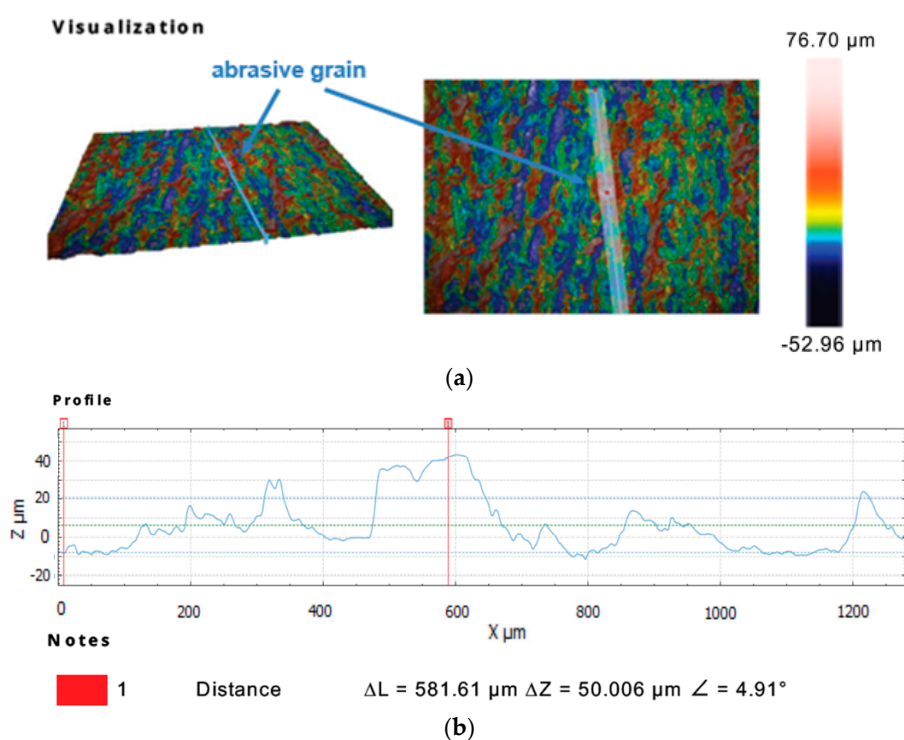 Visualization
abrasive grain
76.70 µm
-52.96 µm
(a)
Profile
1
Z µm
40
20
0
-20
0 200 400 600 800 1000 1200
X µm
Notes
1 Distance ΔL = 581.61 µm ΔZ = 50.006 µm ∠ = 4.91°
(b)